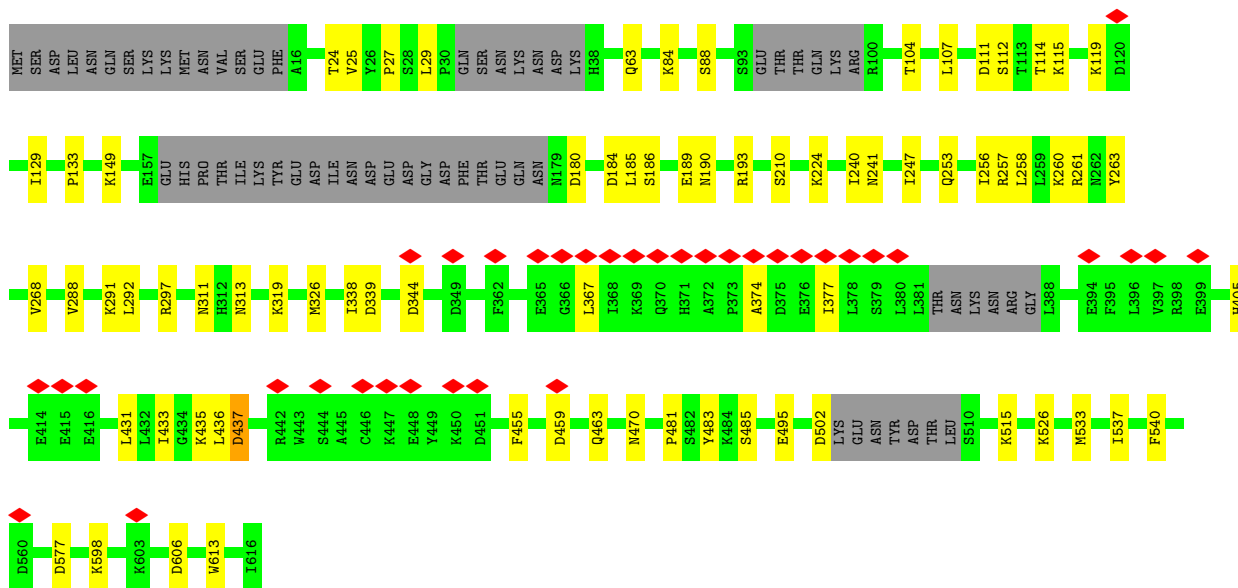 MET SER ASP LEU ASN GLN SER LYS LYS MET ASN VAL SER GLU PHE A16 T24 V25 Y26 P27 S28 L29 P30 GLN SER ASN LYS ASN ASP LYS H38 Q63 K84 S88 S93 GLU THR THR GLN LYS ARG R100 T104 L107 D111 S112 T113 T114 K115 K119 D120
I129 P133 K149 E157 GLU HIS PRO THR ILE LYS TYR GLU ASP ILE ASN ASP GLU ASP GLY ASP PHE THR GLU GLN ASN N179 D180 D184 L185 S186 E189 N190 R193 S210 K224 I240 N241 I247 Q253 I256 R257 L258 L259 K260 R261 N262 Y263
V268 V288 K291 L292 R297 N311 H312 N313 K319 M326 I338 D339 D344 D349 F362 E365 G366 L367 I368 K369 Q370 H371 A372 P373 A374 D375 E376 I377 L378 S379 L380 L381 THR ASN LYS ASN ARG GLY L388 E394 F395 L396 V397 R398 E399 H405
E414 E415 E416 L431 L432 I433 G434 K435 L436 D437 R442 W443 S444 A445 C446 K447 E448 Y449 K450 D451 F455 D459 Q463 N470 P481 S482 Y483 K484 S485 E495 D502 LYS GLU ASN TYR ASP THR LEU S510 K515 K526 M533 I537 F540
D560 D577 K598 K603 D606 W613 I616